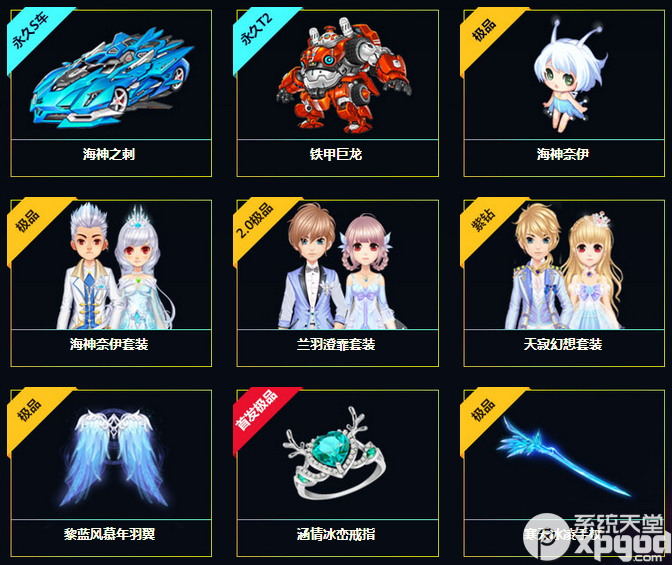 永久S车
永久T2
极品
海神之刺
铁甲巨龙
海神奈伊
极品
2.0极品
紫钻
海神奈伊套装
兰羽澄霏套装
天寂幻想套装
极品
首发极品
极品
黎蓝风慕年羽翼
涵情冰恋戒指
系统天堂
xpgod.com